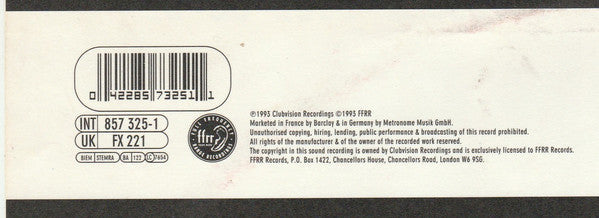 0 42285 73251 1
INT 857 325-1
UK FX 221
BIEM STEMRA BA 122 LC 7654
FULL FREQUENCY
ffrr
RANGE RECORDINGS
℗1993 Clubvision Recordings ©1993 FFRR
Marketed in France by Barclay & in Germany by Metronome Musik GmbH.
Unauthorised copying, hiring, lending, public performance & broadcasting of this record prohibited.
All rights of the manufacturer & of the owner of the recorded work reserved.
The copyright in this sound recording is owned by Clubvision Recordings and is exclusively licensed to FFRR Records.
FFRR Records, P.O. Box 1422, Chancellors House, Chancellors Road, London W6 9SG.